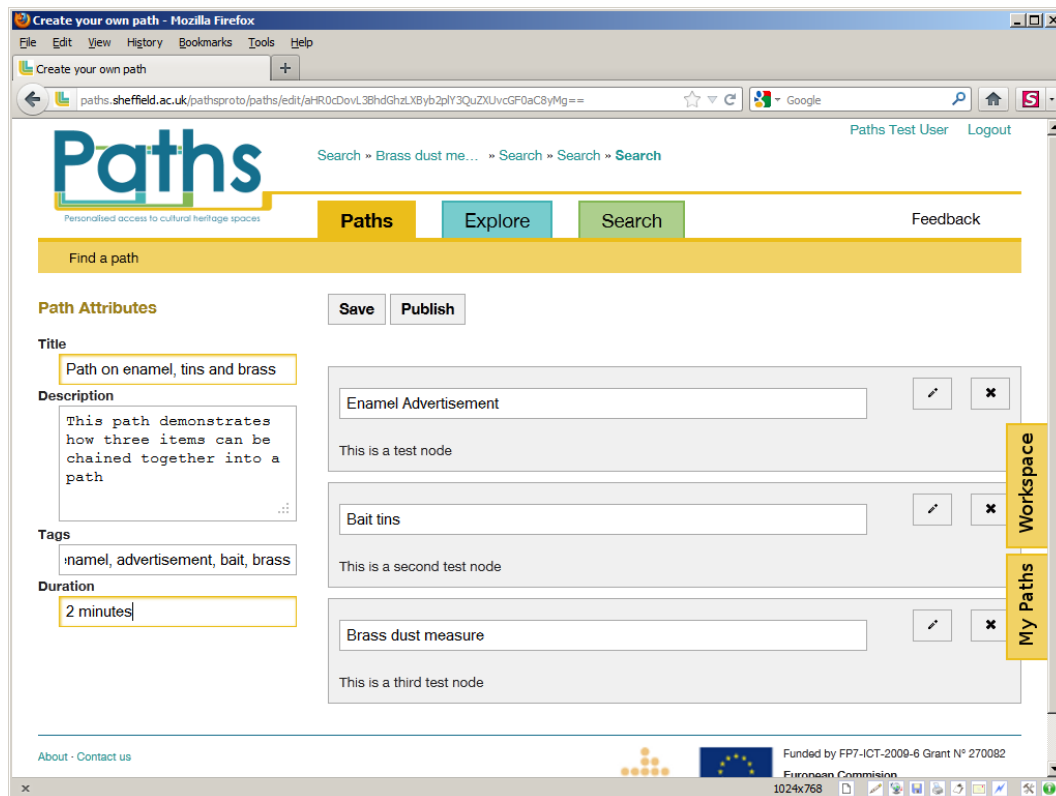 Create your own path - Mozilla Firefox
File Edit View History Bookmarks Tools Help
Create your own path
paths.sheffield.ac.uk/pathsproto/paths/edit/aHR0cDovL3BhdGhzLXByb2plY3QuZXUvcGF0aC8yMg==
Google
Paths Test User Logout
Paths
Search » Brass dust me... » Search » Search » Search
Personalised access to cultural heritage spaces
Paths Explore Search Feedback
Find a path
Path Attributes
Save Publish
Title
Path on enamel, tins and brass
Description
This path demonstrates
how three items can be
chained together into a
path
Tags
namel, advertisement, bait, brass
Duration
2 minutes
Enamel Advertisement
This is a test node
Bait tins
This is a second test node
Brass dust measure
This is a third test node
Workspace
My Paths
About · Contact us
Funded by FP7-ICT-2009-6 Grant Nº 270082
European Commision
1024x768